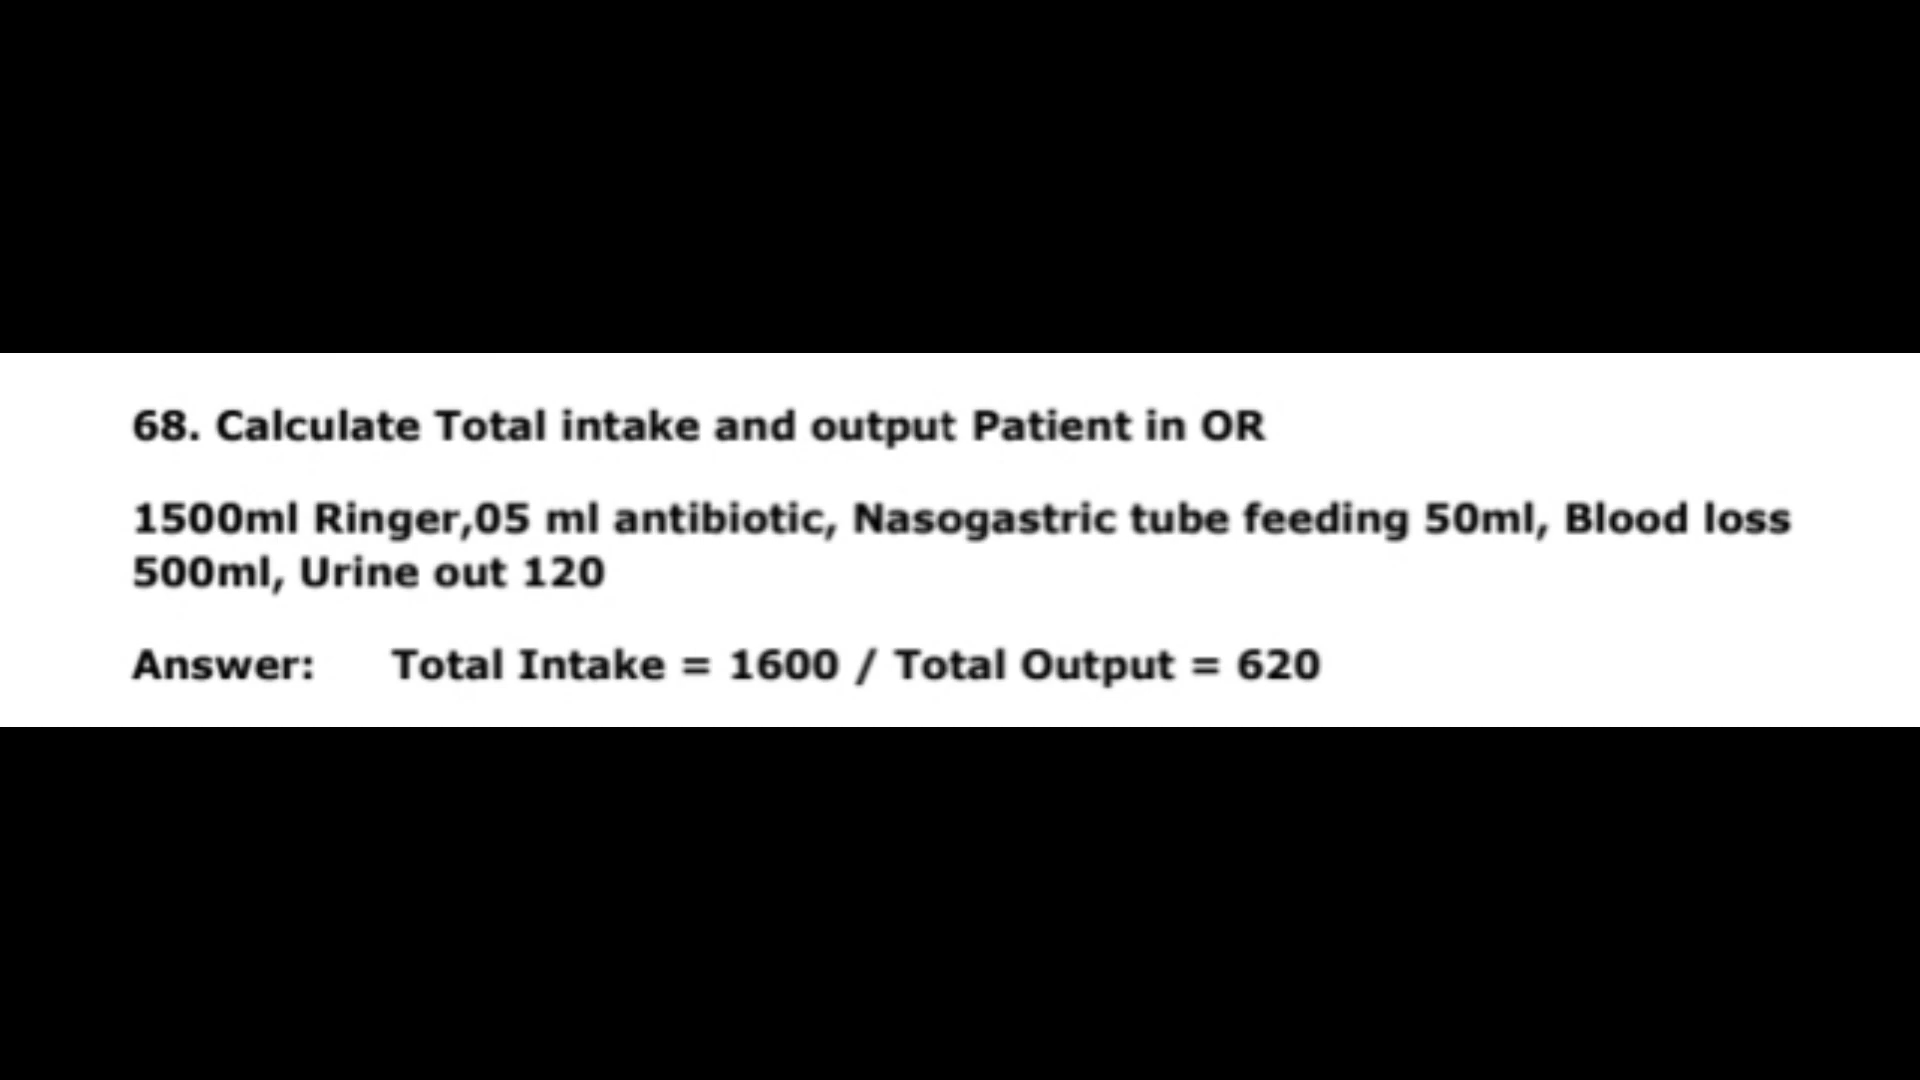 68. Calculate Total intake and output Patient in OR
1500ml Ringer,05 ml antibiotic, Nasogastric tube feeding 50ml, Blood loss
500ml, Urine out 120
Answer: Total Intake = 1600 / Total Output = 620